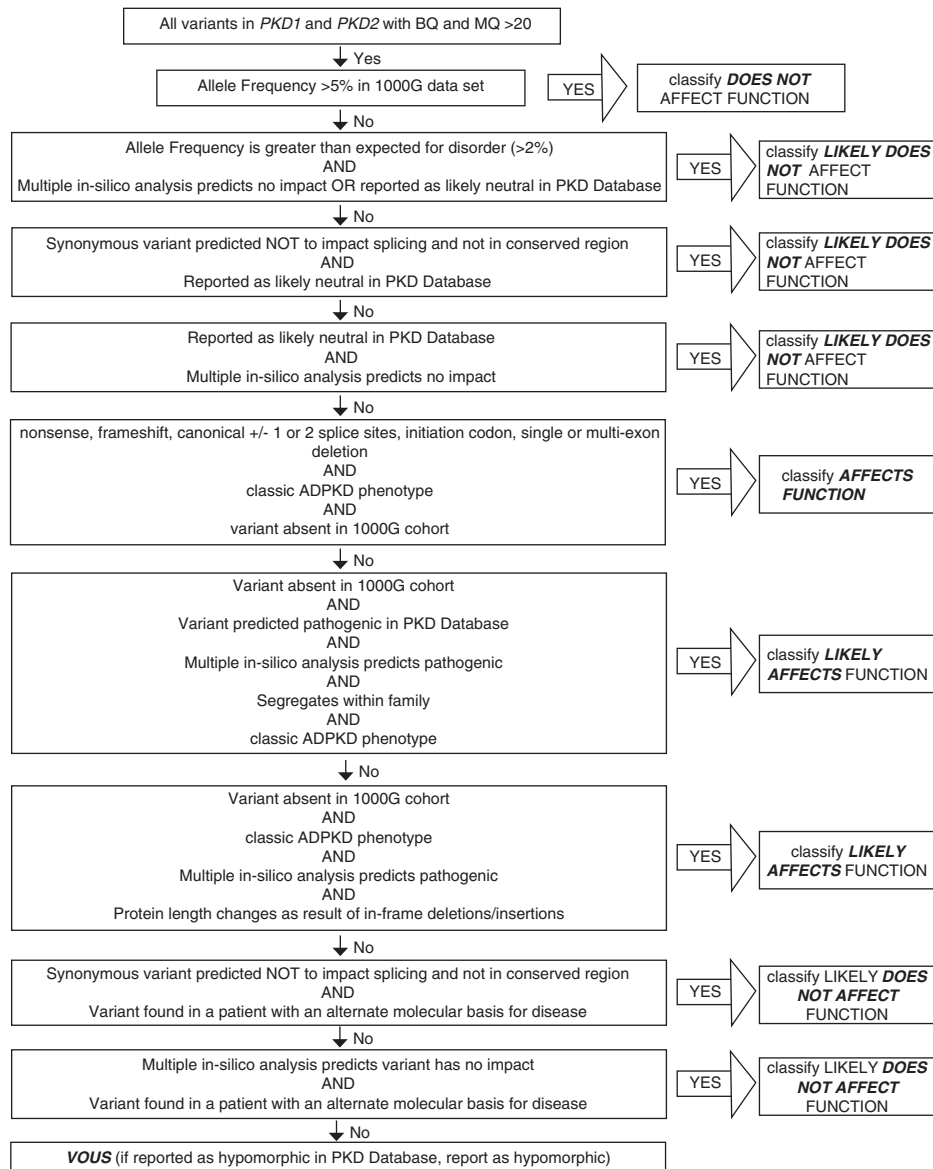 All variants in PKD1 and PKD2 with BQ and MQ >20
Yes
Allele Frequency >5% in 1000G data set
YES
classify DOES NOT
AFFECT FUNCTION
No
Allele Frequency is greater than expected for disorder (>2%)
AND
Multiple in-silico analysis predicts no impact OR reported as likely neutral in PKD Database
YES
classify LIKELY DOES
NOT AFFECT
FUNCTION
No
Synonymous variant predicted NOT to impact splicing and not in conserved region
AND
Reported as likely neutral in PKD Database
YES
classify LIKELY DOES
NOT AFFECT
FUNCTION
No
Reported as likely neutral in PKD Database
AND
Multiple in-silico analysis predicts no impact
YES
classify LIKELY DOES
NOT AFFECT
FUNCTION
No
nonsense, frameshift, canonical +/- 1 or 2 splice sites, initiation codon, single or multi-exon
deletion
AND
classic ADPKD phenotype
AND
variant absent in 1000G cohort
YES
classify AFFECTS
FUNCTION
No
Variant absent in 1000G cohort
AND
Variant predicted pathogenic in PKD Database
AND
Multiple in-silico analysis predicts pathogenic
AND
Segregates within family
AND
classic ADPKD phenotype
YES
classify LIKELY
AFFECTS FUNCTION
No
Variant absent in 1000G cohort
AND
classic ADPKD phenotype
AND
Multiple in-silico analysis predicts pathogenic
AND
Protein length changes as result of in-frame deletions/insertions
YES
classify LIKELY
AFFECTS FUNCTION
No
Synonymous variant predicted NOT to impact splicing and not in conserved region
AND
Variant found in a patient with an alternate molecular basis for disease
YES
classify LIKELY DOES
NOT AFFECT
FUNCTION
No
Multiple in-silico analysis predicts variant has no impact
AND
Variant found in a patient with an alternate molecular basis for disease
YES
classify LIKELY DOES
NOT AFFECT
FUNCTION
No
VOUS (if reported as hypomorphic in PKD Database, report as hypomorphic)